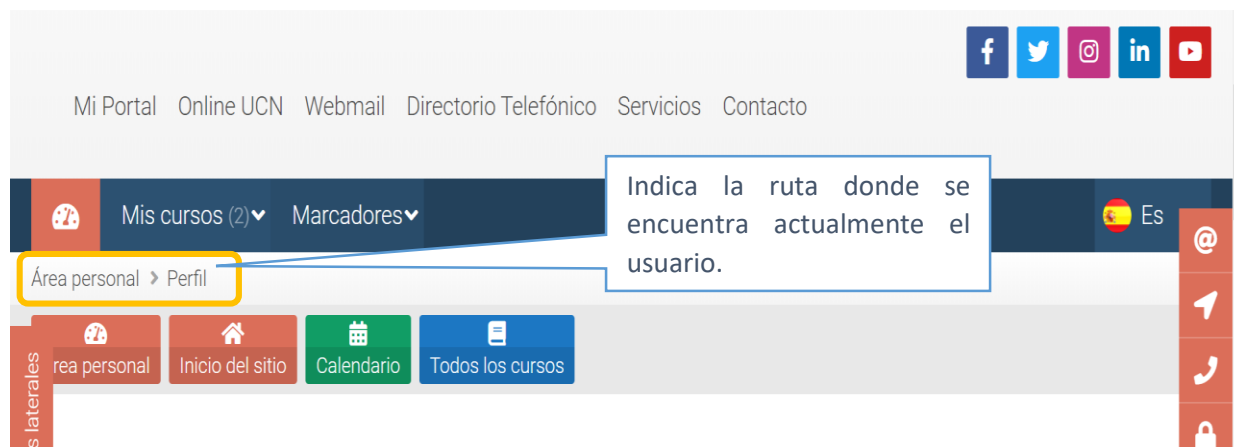 Mi Portal Online UCN Webmail Directorio Telefónico Servicios Contacto
Mis cursos (2) Marcadores
Es
Indica la ruta donde se
encuentra actualmente el
usuario.
Área personal > Perfil
rea personal Inicio del sitio Calendario Todos los cursos
s laterales